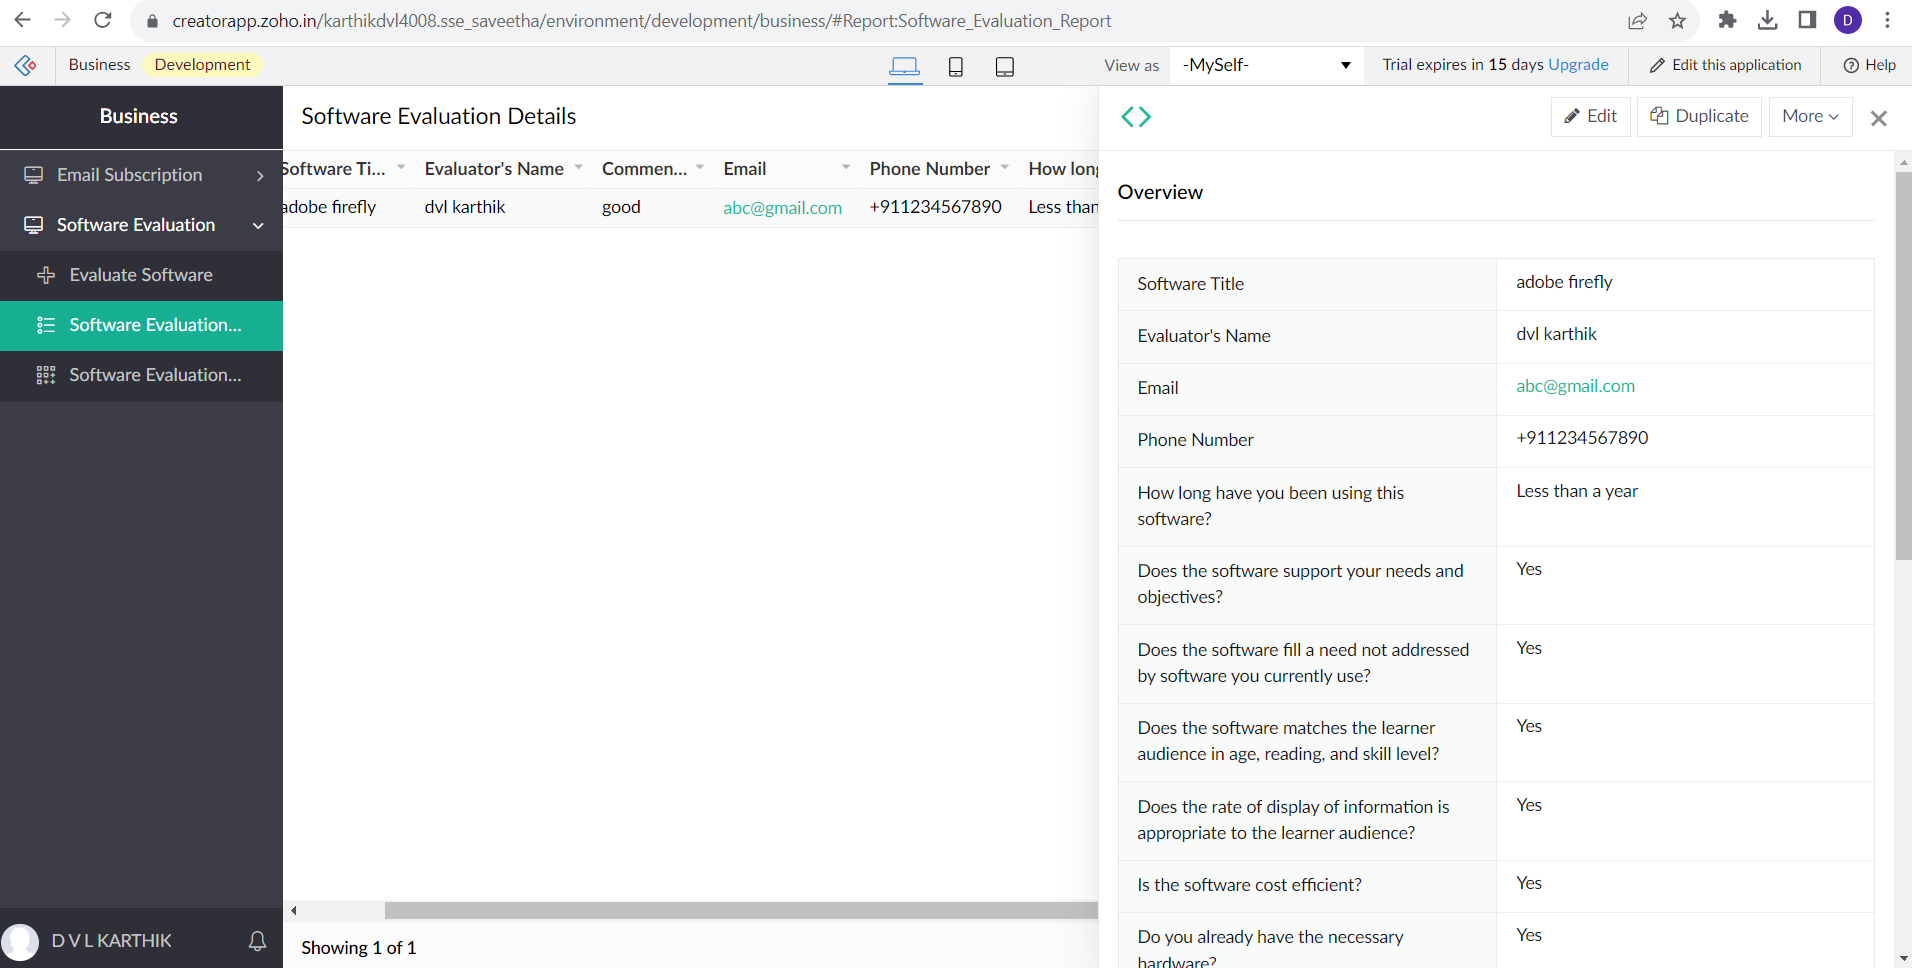 creatorapp.zoho.in/karthikdvl4008.sse_saveetha/environment/development/business/#Report:Software_Evaluation_Report
D
Business Development View as -MySelf- Trial expires in 15 days Upgrade Edit this application Help
Business
Email Subscription
Software Evaluation
Evaluate Software
Software Evaluation...
Software Evaluation...
D V L KARTHIK
Software Evaluation Details
Software Ti... Evaluator's Name Commen... Email Phone Number How long
adobe firefly dvl karthik good abc@gmail.com +911234567890 Less than
Showing 1 of 1
Edit Duplicate More
Overview
Software Title adobe firefly
Evaluator's Name dvl karthik
Email abc@gmail.com
Phone Number +911234567890
How long have you been using this Less than a year
software?
Does the software support your needs and Yes
objectives?
Does the software fill a need not addressed Yes
by software you currently use?
Does the software matches the learner Yes
audience in age, reading, and skill level?
Does the rate of display of information is Yes
appropriate to the learner audience?
Is the software cost efficient? Yes
Do you already have the necessary Yes
hardware?